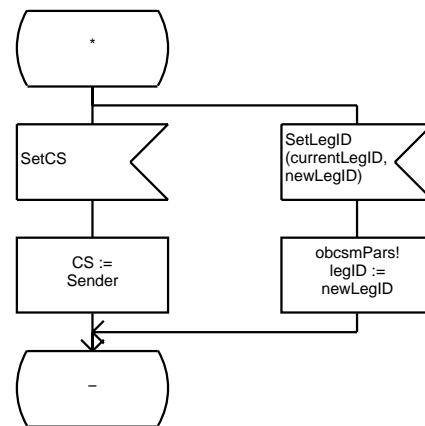 *
SetCS
SetLegID
(currentLegID,
newLegID)
CS :=
Sender
obcsmPars!
legID :=
newLegID
–